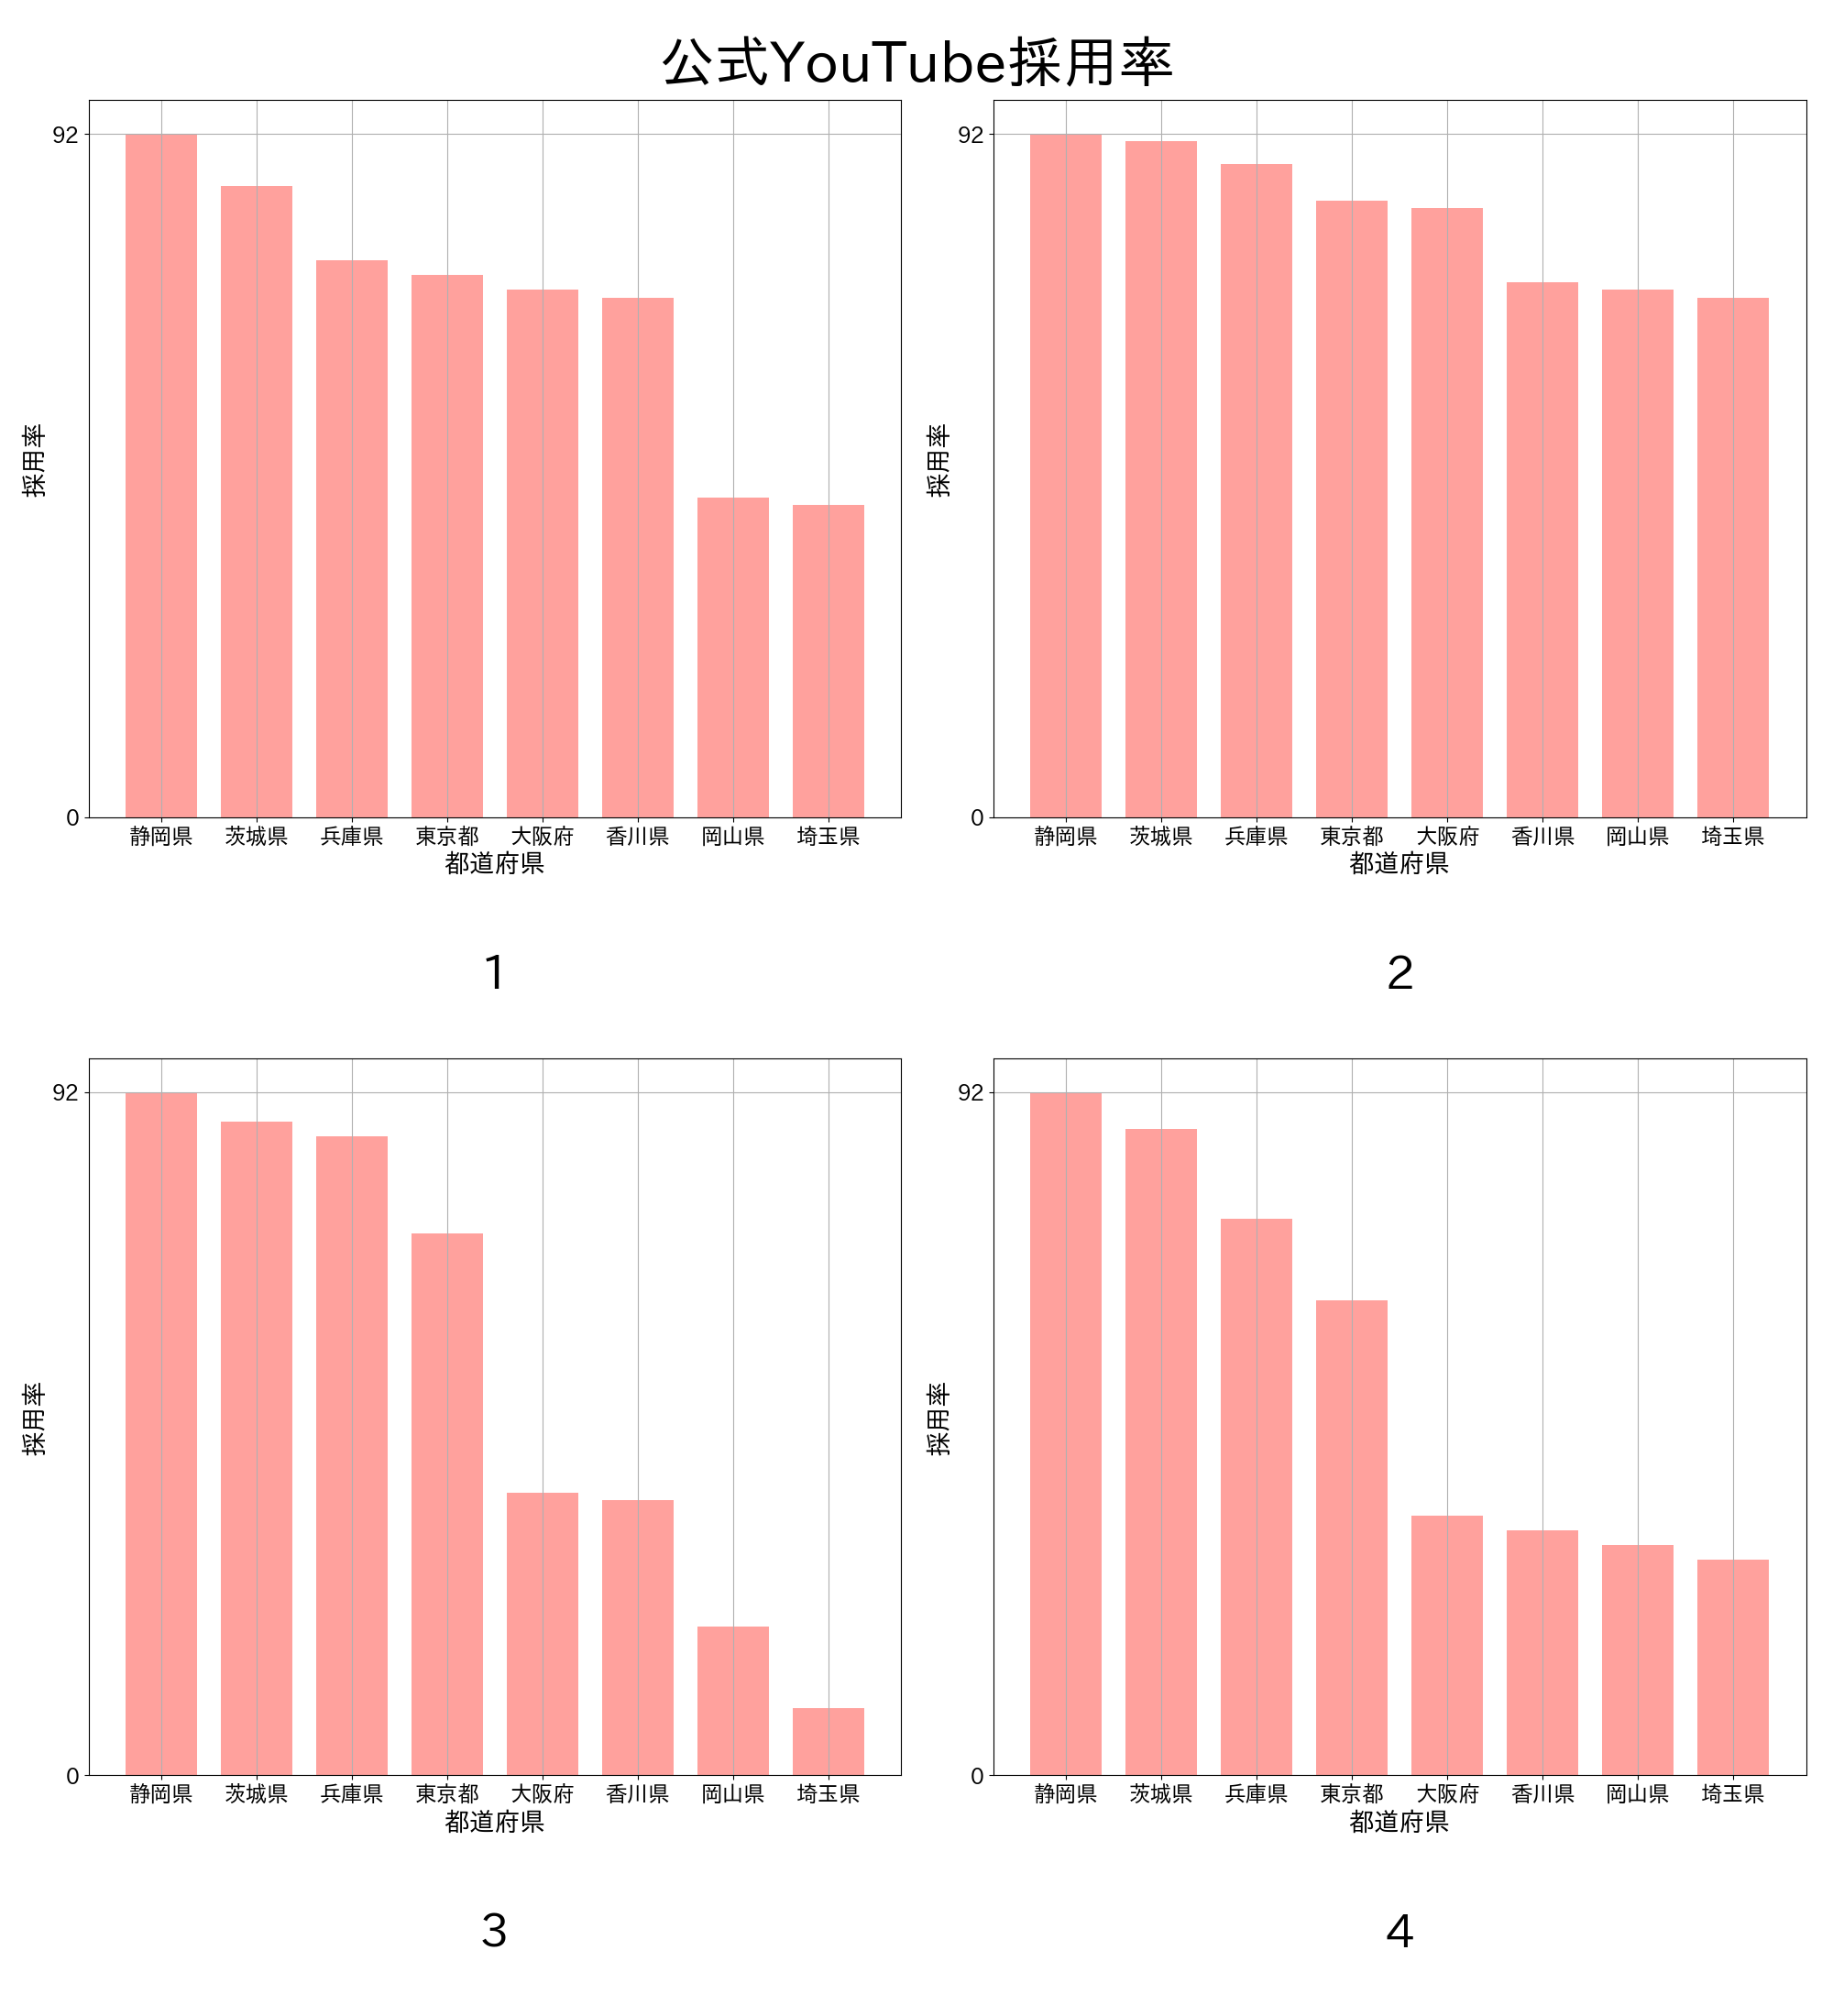 公式YouTube採用率
92
0
採用率
静岡県 茨城県 兵庫県 東京都 大阪府 香川県 岡山県 埼玉県
都道府県
1
92
0
採用率
静岡県 茨城県 兵庫県 東京都 大阪府 香川県 岡山県 埼玉県
都道府県
2
92
0
採用率
静岡県 茨城県 兵庫県 東京都 大阪府 香川県 岡山県 埼玉県
都道府県
3
92
0
採用率
静岡県 茨城県 兵庫県 東京都 大阪府 香川県 岡山県 埼玉県
都道府県
4